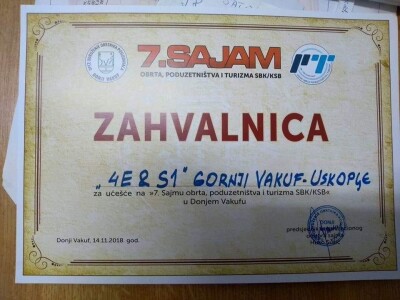 7. SAJAM
OBRTA, PODUZETNIŠTVA I TURIZMA SBK/KSB
ZAHVALNICA
„4E & S1" GORNJI VAKUF-USKOPLJE
za učešće na »7. Sajmu obrta, poduzetništva i turizma SBK/KSB«
u Donjem Vakufu
Donji Vakuf, 14.11.2018. god.